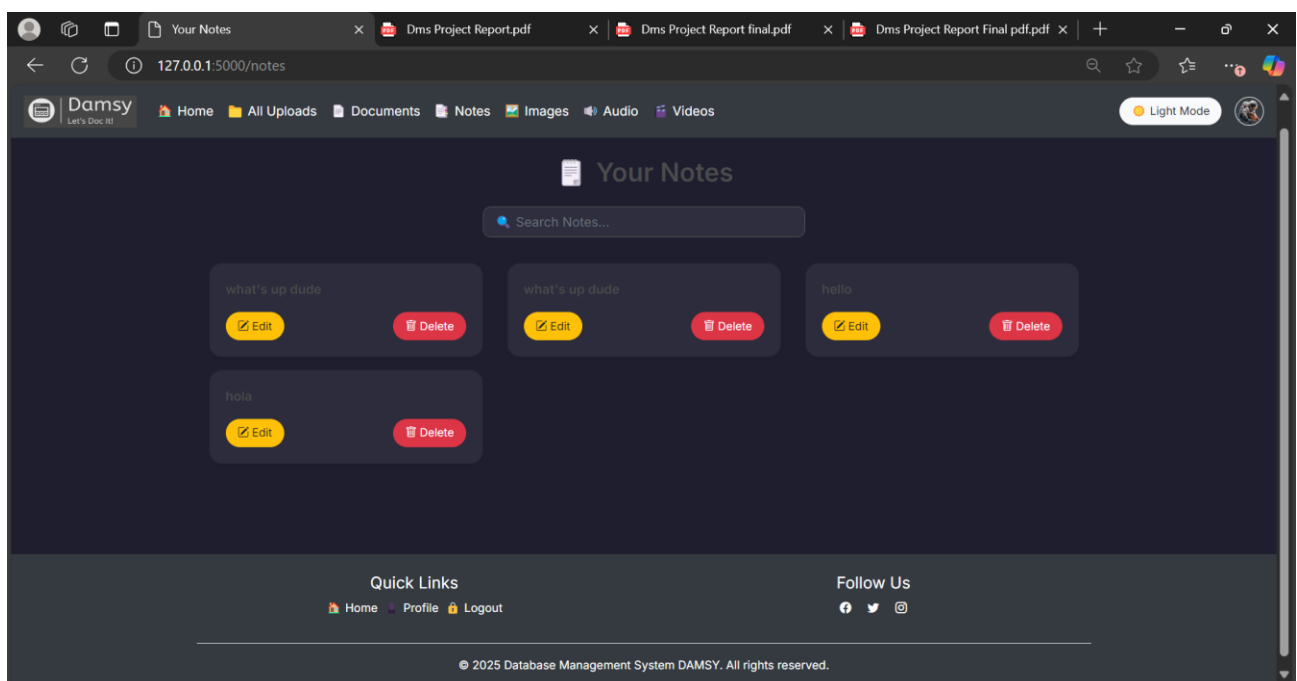 Your Notes
Dms Project Report.pdf
Dms Project Report final.pdf
Dms Project Report Final pdf.pdf
127.0.0.1:5000/notes
Damsy
Let's Doc It!
Home All Uploads Documents Notes Images Audio Videos
Light Mode
Your Notes
Search Notes...
what's up dude what's up dude hello
Edit Delete Edit Delete Edit Delete
hola
Edit Delete
Quick Links Follow Us
Home Profile Logout
© 2025 Database Management System DAMSY. All rights reserved.